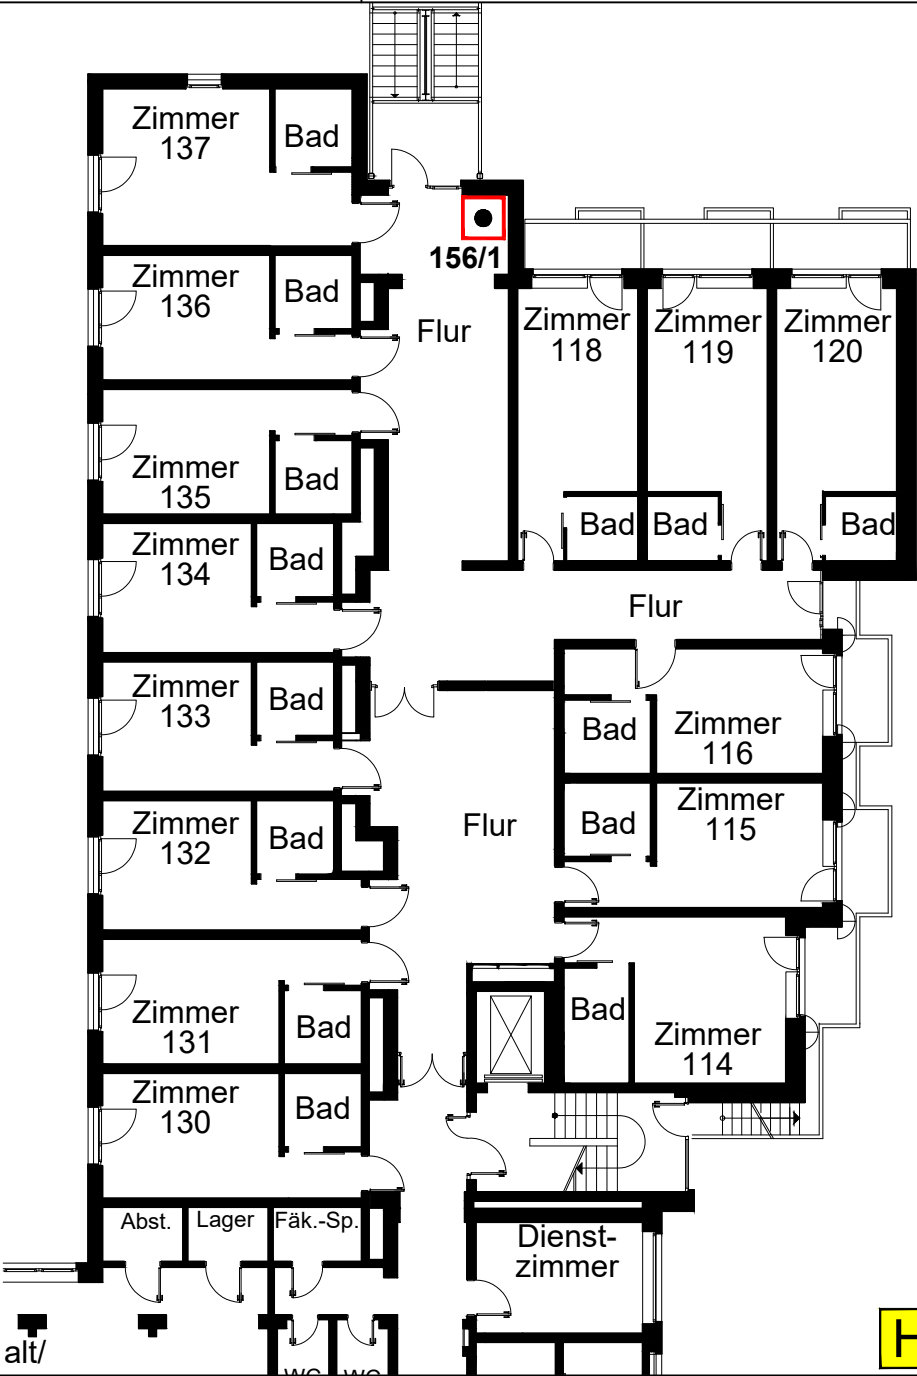 Zimmer
137
Bad
156/1
Zimmer
136
Bad
Flur
Zimmer
118
Zimmer
119
Zimmer
120
Zimmer
135
Bad
Bad
Bad
Bad
Zimmer
134
Bad
Flur
Zimmer
133
Bad
Bad
Zimmer
116
Zimmer
132
Bad
Flur
Bad
Zimmer
115
Zimmer
131
Bad
Bad
Zimmer
114
Zimmer
130
Bad
Abst.
Lager
Fäk.-Sp.
Dienst-
zimmer
alt/
H